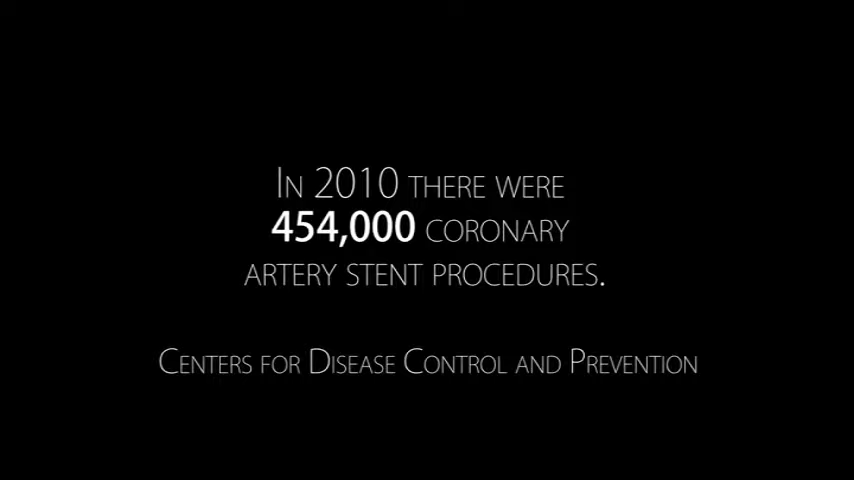 In 2010 there were
454,000 coronary
artery stent procedures.
Centers for Disease Control and Prevention